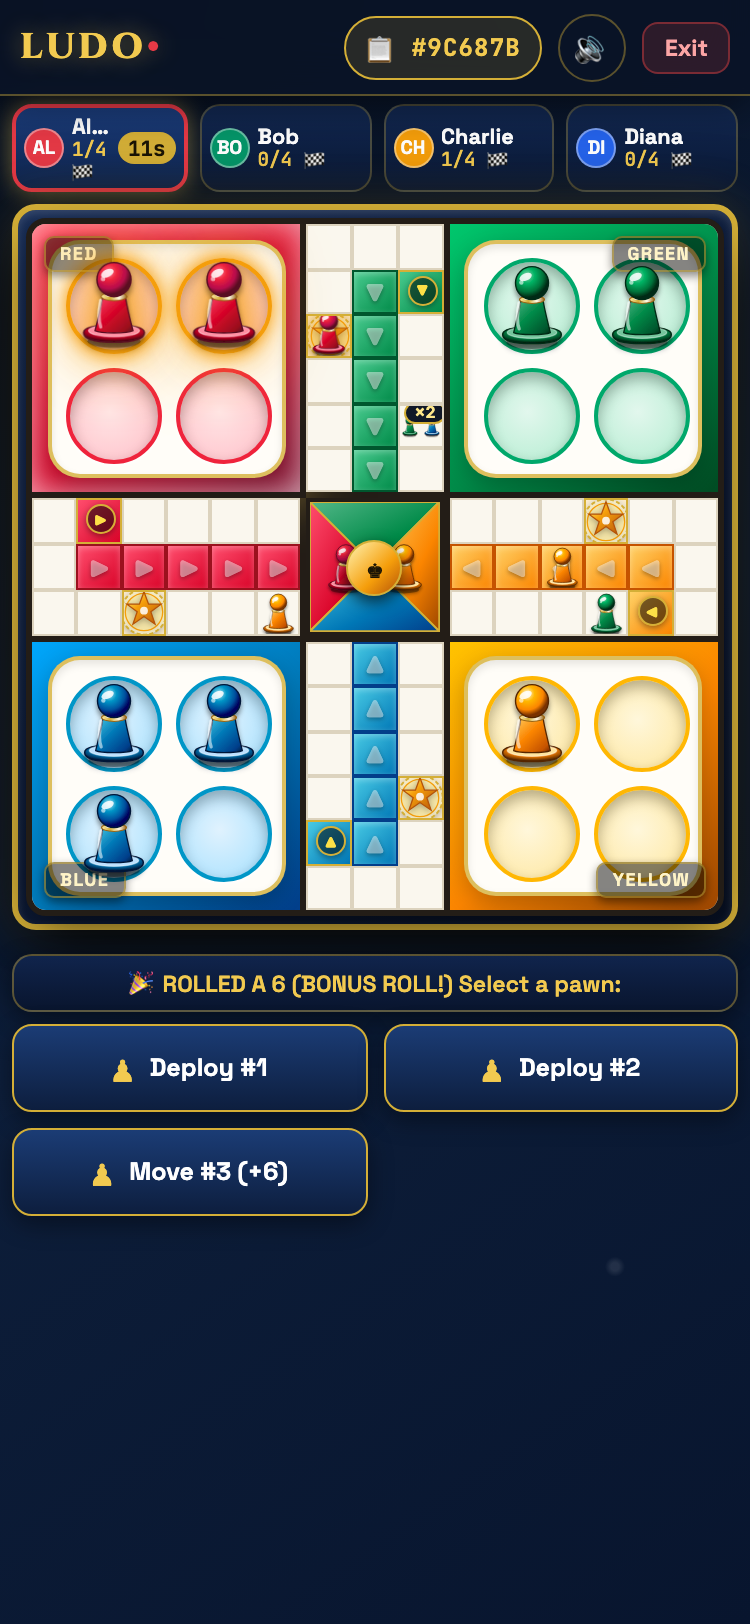 LUDO
#9C687B
Exit
AL
Al...
1/4
11s
BO
Bob
0/4
CH
Charlie
1/4
DI
Diana
0/4
RED
GREEN
×2
BLUE
YELLOW
ROLLED A 6 (BONUS ROLL!) Select a pawn:
Deploy #1
Deploy #2
Move #3 (+6)